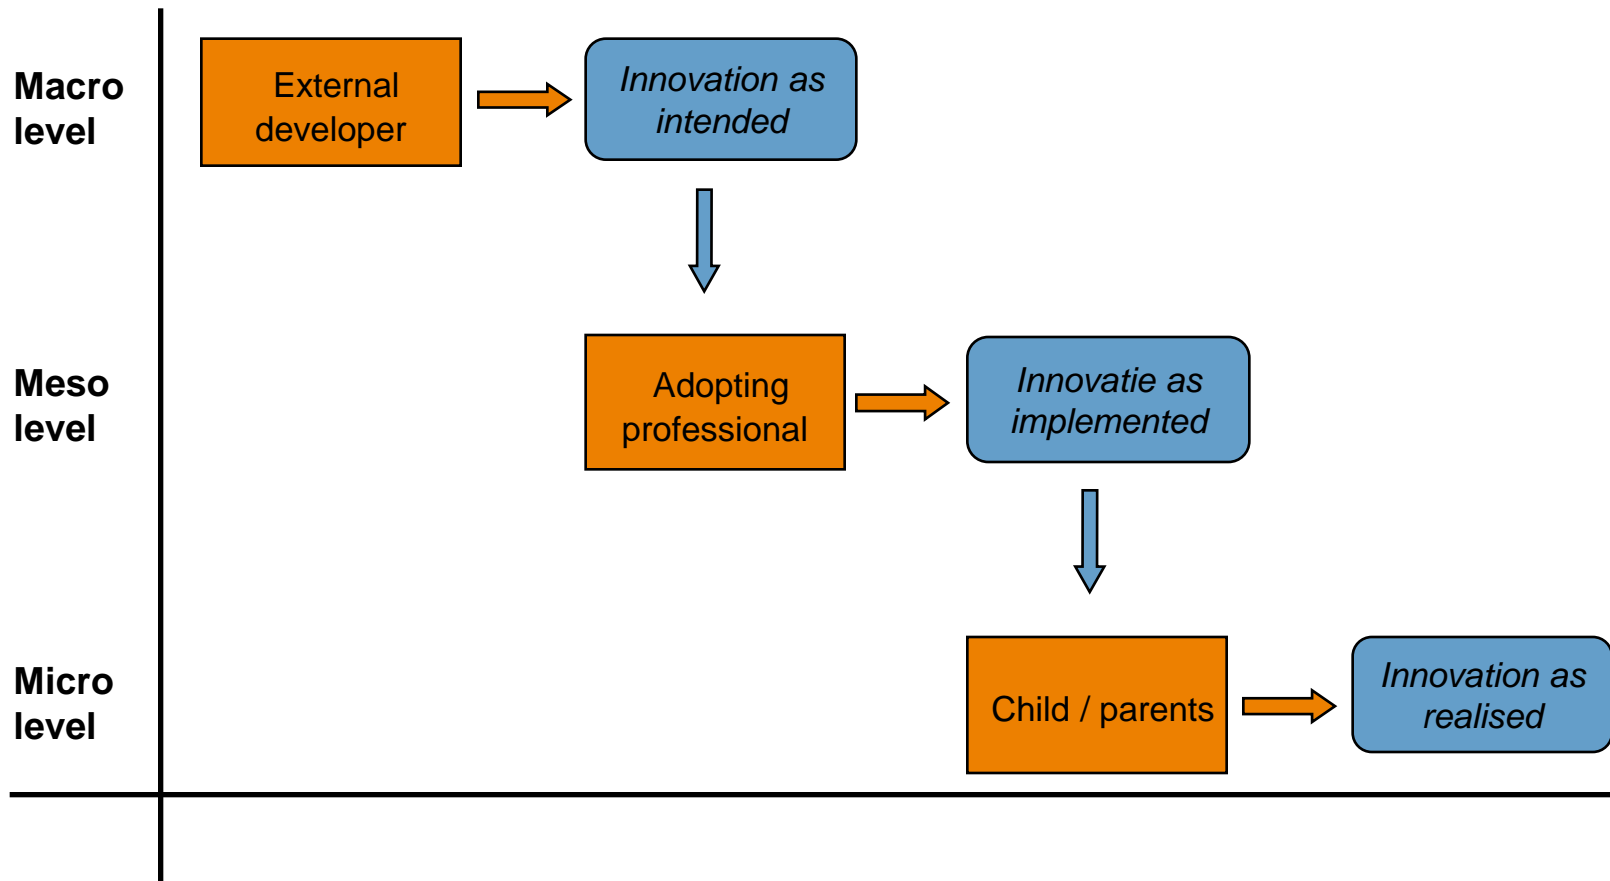 Macro
level
External
developer
Innovation as
intended
Meso
level
Adopting
professional
Innovatie as
implemented
Micro
level
Child / parents
Innovation as
realised